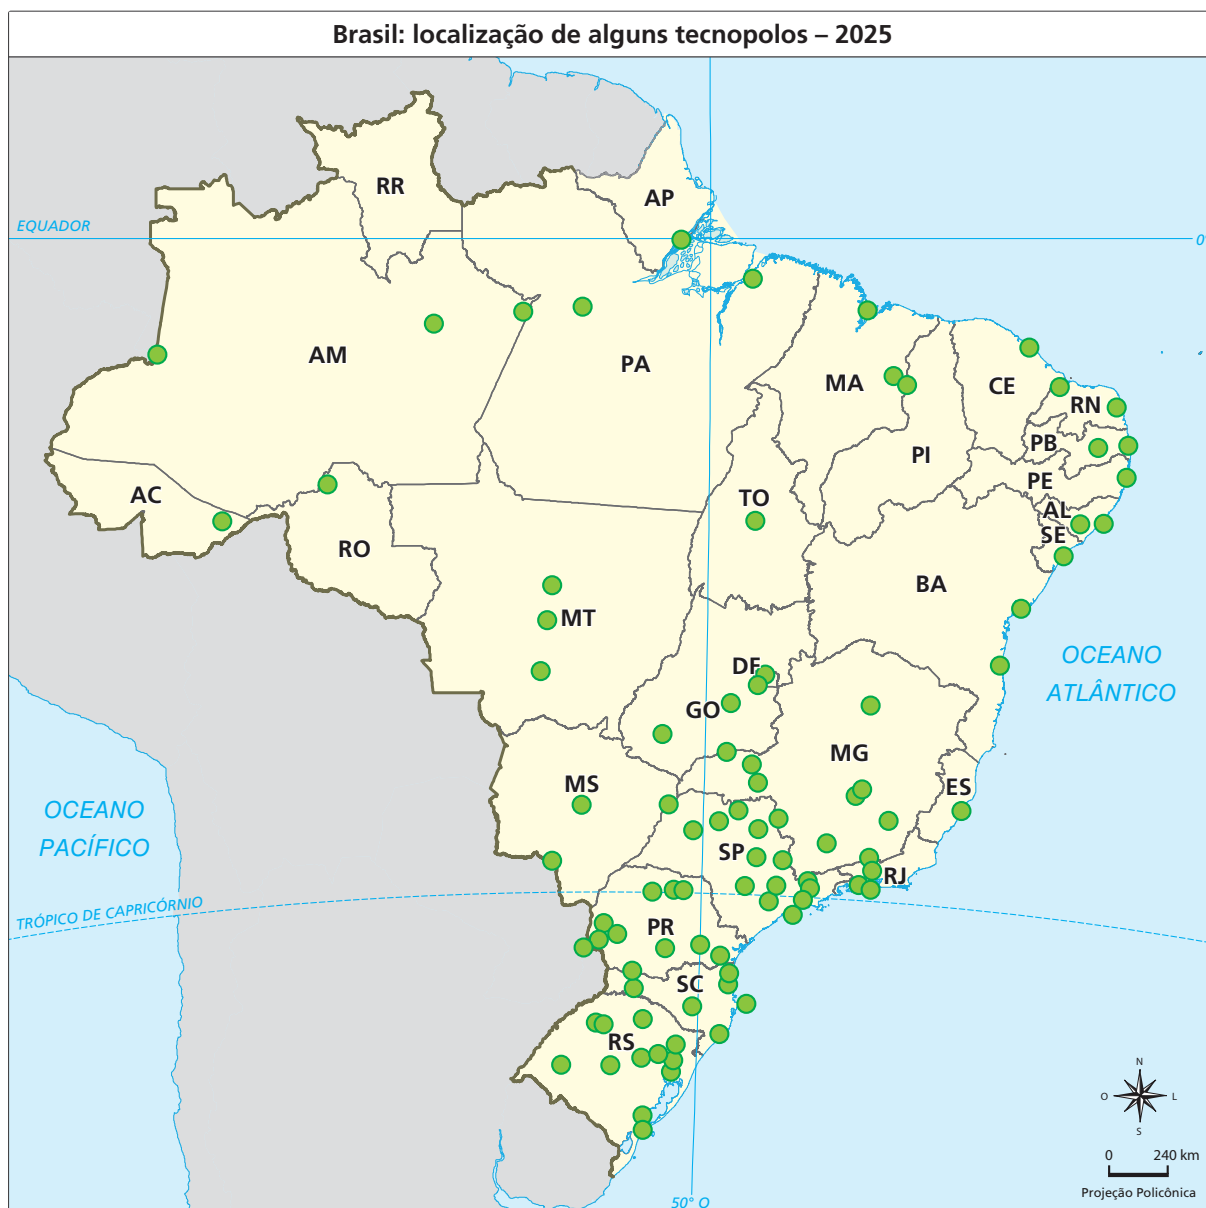 Brasil: localização de alguns tecnopolos – 2025
RR
AP
EQUADOR
0°
AM
PA
MA
CE
RN
PB
PI
PE
AC
TO
AL
SE
RO
BA
MT
OCEANO
ATLÂNTICO
DF
GO
MG
MS
ES
OCEANO
PACÍFICO
SP
RJ
TRÓPICO DE CAPRICÓRNIO
PR
SC
RS
N
O
L
S
0 240 km
Projeção Policônica
50° O